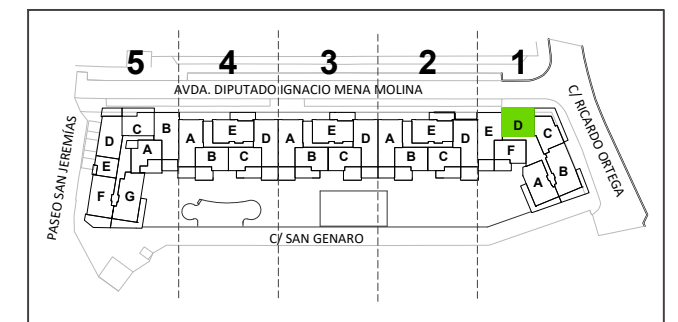 5 4 3 2 1
AVDA. DIPUTADO IGNACIO MENA MOLINA
C/ RICARDO ORTEGA
PASEO SAN JEREMÍAS
D C B A E D A E D A E D E D C
A B C B C B C F
E
F G A B
C/ SAN GENARO